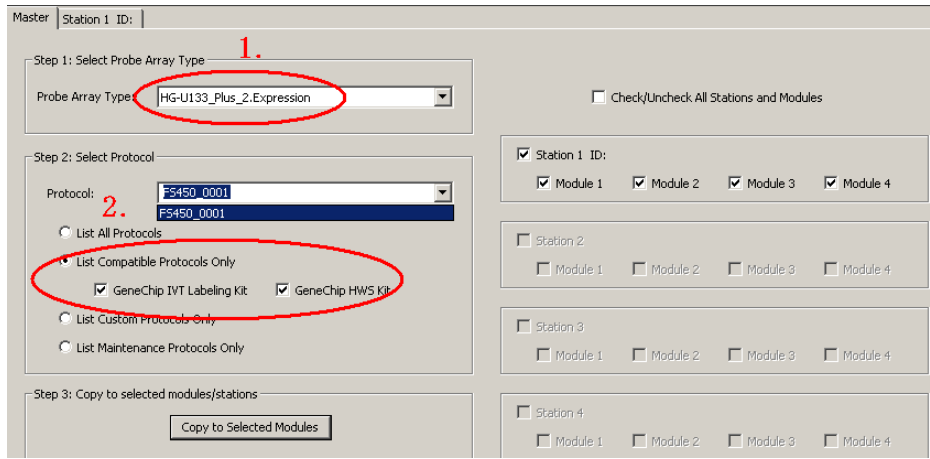 Master
Station 1 ID:
1.
Step 1: Select Probe Array Type
Probe Array Type:
HG-U133_Plus_2.Expression
Check/Uncheck All Stations and Modules
Step 2: Select Protocol
Protocol:
FS450_0001
FS450_0001
2.
List All Protocols
List Compatible Protocols Only
GeneChip IVT Labeling Kit
GeneChip HWS Kit
List Custom Protocols Only
List Maintenance Protocols Only
Step 3: Copy to selected modules/stations
Copy to Selected Modules
Station 1 ID:
Module 1 Module 2 Module 3 Module 4
Station 2
Module 1 Module 2 Module 3 Module 4
Station 3
Module 1 Module 2 Module 3 Module 4
Station 4
Module 1 Module 2 Module 3 Module 4